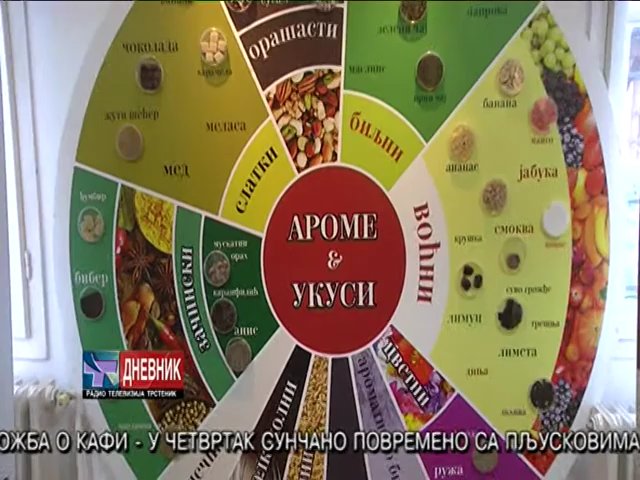 чоколада
карамела
жути шећер
меласа
мед
орашасти
маслине
слатки
биљни
воћни
банана
манго
ананас
јабука
смоква
крушка
суво грожђе
лимун
трешња
лимета
диња
АРОМЕ
&
УКУСИ
ђумбир
бибер
зачински
мускатни
орах
каранфилић
анис
цветни
ружа
ДНЕВНИК
РАДИО ТЕЛЕВИЗИЈА ТРСТЕНИК
ОЖБА О КАФИ - У ЧЕТВРТАК СУНЧАНО ПОВРЕМЕНО СА ПЉУСКОВИМА,